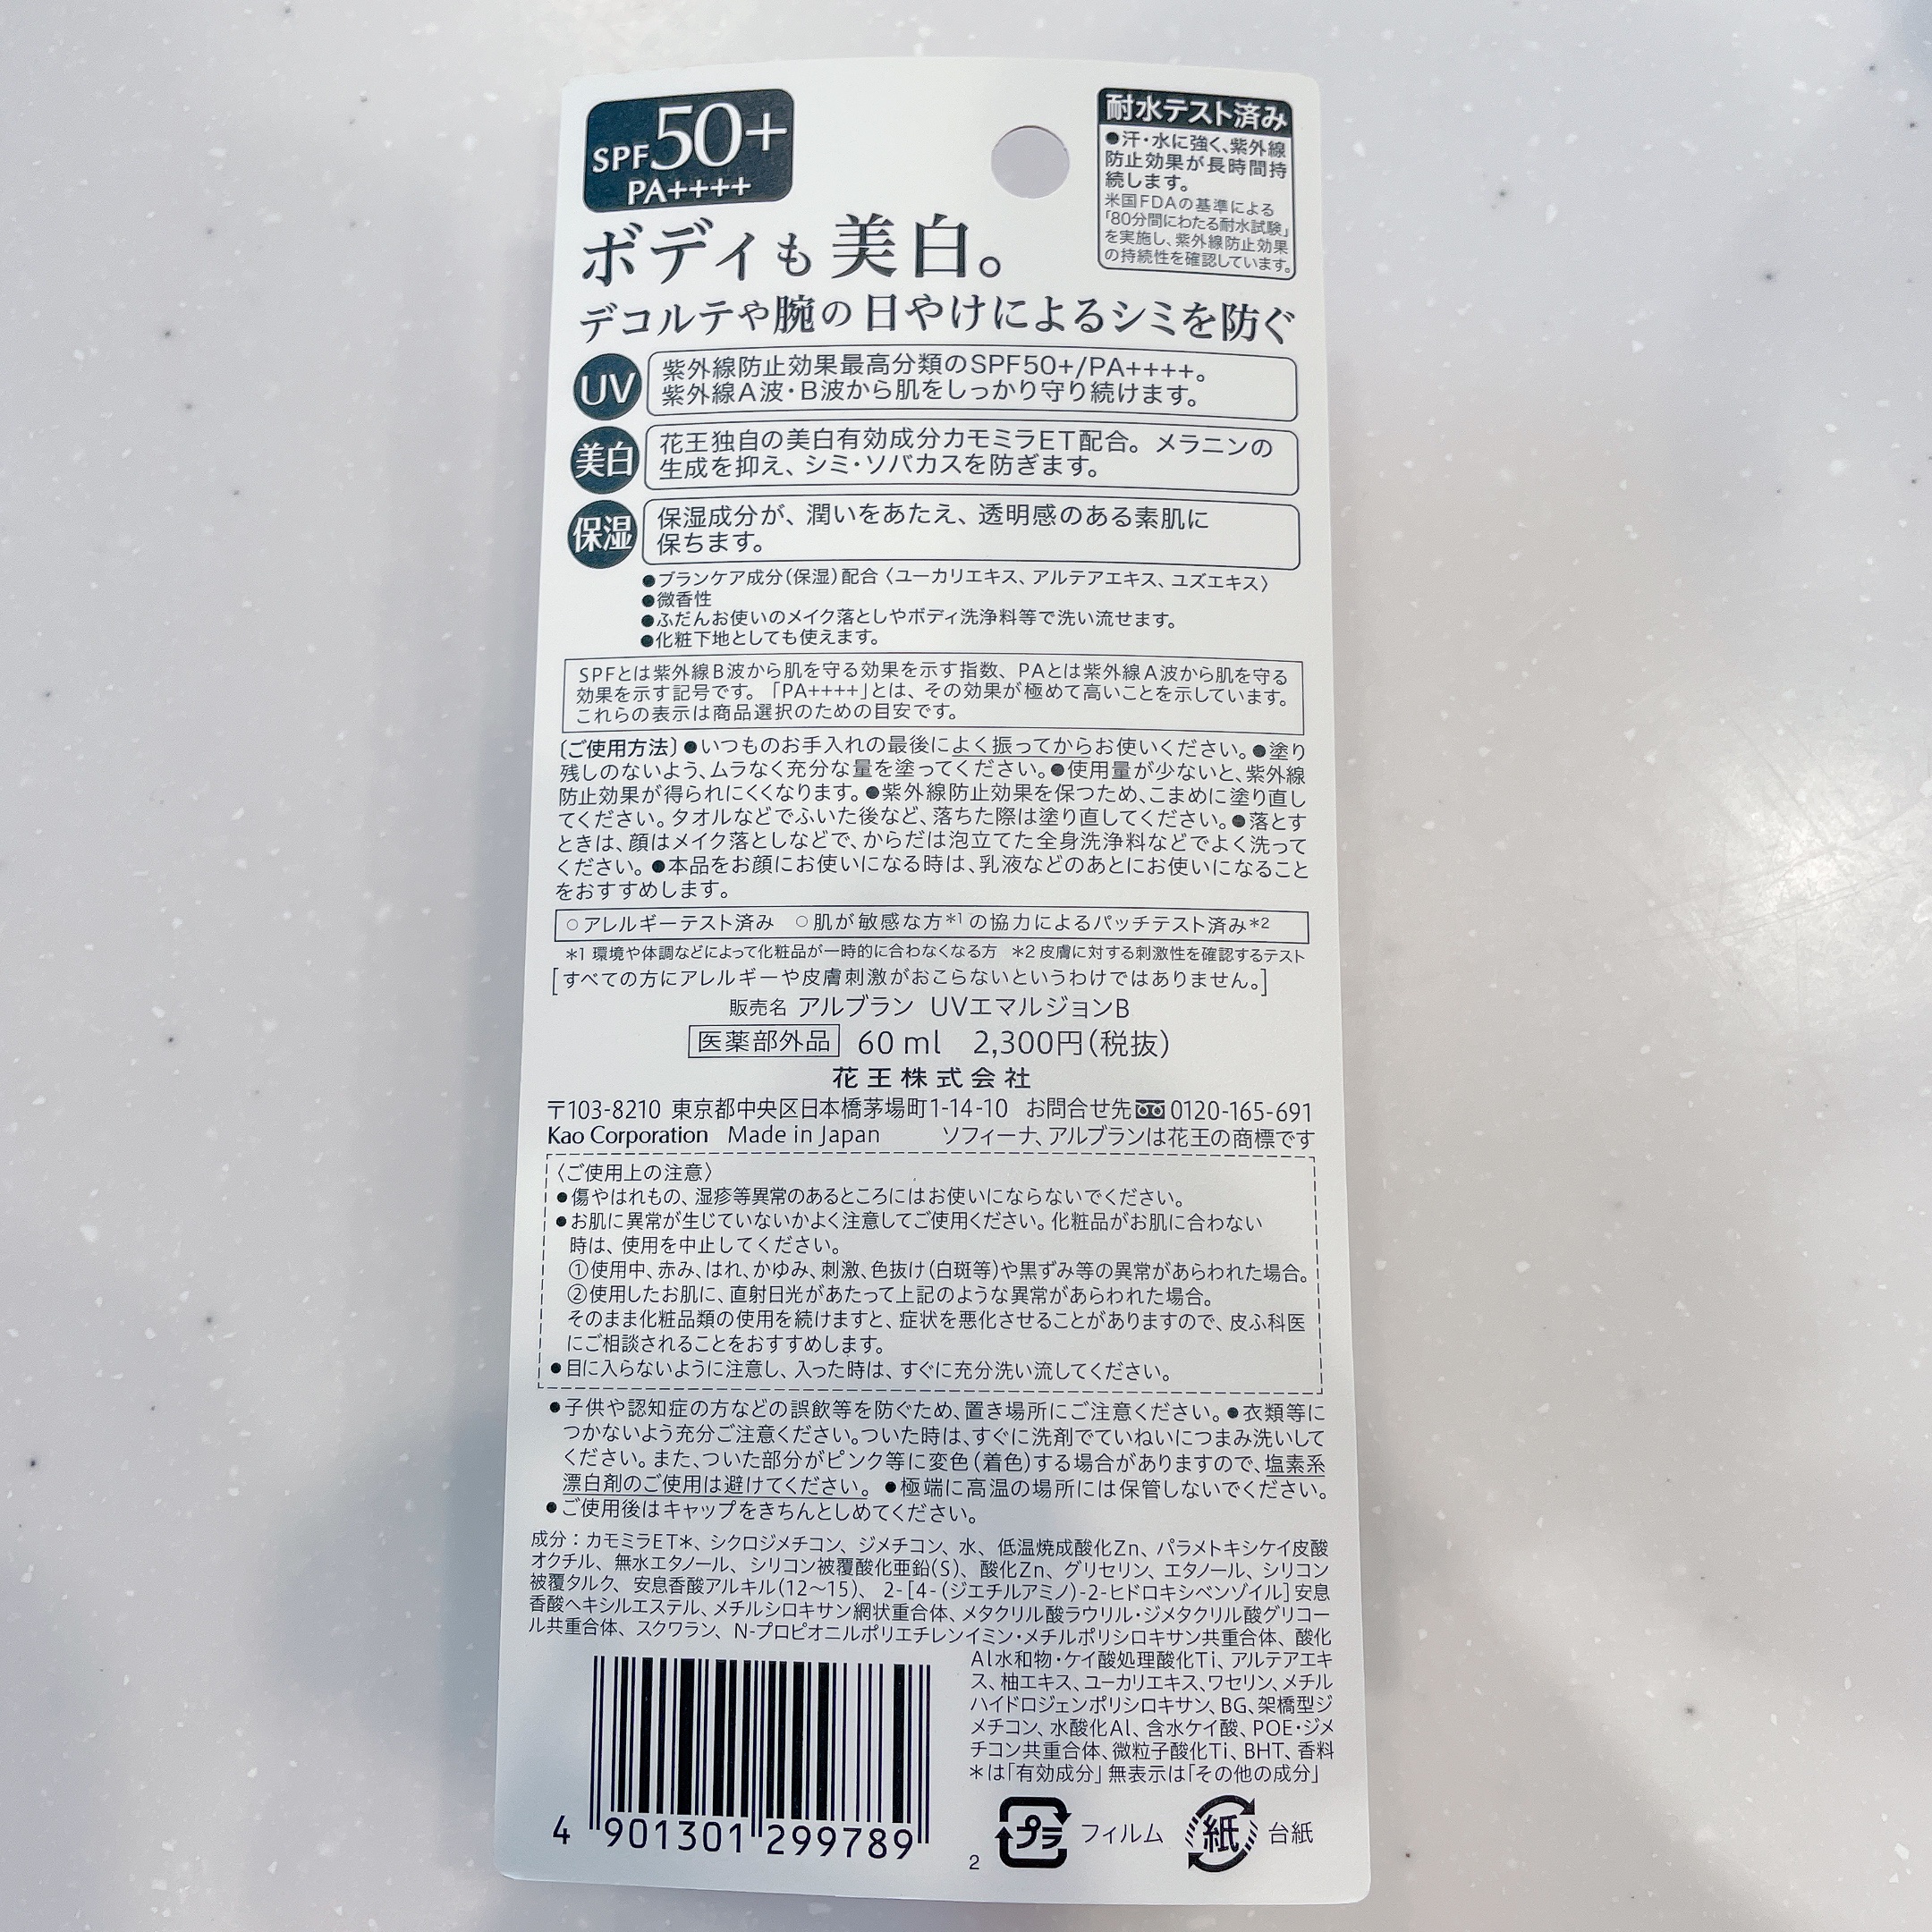 SPF50+
PA++++
耐水テスト済み
●汗・水に強く、紫外線
防止効果が長時間持
続します。
米国FDAの基準による
「80分間にわたる耐水試験」
を実施し、紫外線防止効果
の持続性を確認しています。
ボディも美白。
デコルテや腕の日やけによるシミを防ぐ
UV
紫外線防止効果最高分類のSPF50+/PA++++。
紫外線A波・B波から肌をしっかり守り続けます。
美白
花王独自の美白有効成分カモミラET配合。メラニンの
生成を抑え、シミ・ソバカスを防ぎます。
保湿
保湿成分が、潤いをあたえ、透明感のある素肌に
保ちます。
●ブランケア成分(保湿)配合〈ユーカリエキス、アルテアエキス、ユズエキス〉
●微香性
●ふだんお使いのメイク落としやボディ洗浄料等で洗い流せます。
●化粧下地としても使えます。
SPFとは紫外線B波から肌を守る効果を示す指数、PAとは紫外線A波から肌を守る
効果を示す記号です。「PA++++」とは、その効果が極めて高いことを示しています。
これらの表示は商品選択のための目安です。
〔ご使用方法〕●いつものお手入れの最後によく振ってからお使いください。●塗り
残しのないよう、ムラなく充分な量を塗ってください。●使用量が少ないと、紫外線
防止効果が得られにくくなります。●紫外線防止効果を保つため、こまめに塗り直し
てください。タオルなどでふいた後など、落ちた際は塗り直してください。●落とす
ときは、顔はメイク落としなどで、からだは泡立てた全身洗浄料などでよく洗って
ください。●本品をお顔にお使いになる時は、乳液などのあとにお使いになること
をおすすめします。
○アレルギーテスト済み ○肌が敏感な方*1の協力によるパッチテスト済み*2
*1 環境や体調などによって化粧品が一時的に合わなくなる方 *2 皮膚に対する刺激性を確認するテスト
[すべての方にアレルギーや皮膚刺激がおこらないというわけではありません。]
販売名 アルブラン UVエマルジョンB
医薬部外品 60 ml 2,300円(税抜)
花王株式会社
〒103-8210 東京都中央区日本橋茅場町1-14-10 お問合せ先 0120-165-691
Kao Corporation Made in Japan ソフィーナ、アルブランは花王の商標です
〈ご使用上の注意〉
●傷やはれもの、湿疹等異常のあるところにはお使いにならないでください。
●お肌に異常が生じていないかよく注意してご使用ください。化粧品がお肌に合わない
時は、使用を中止してください。
①使用中、赤み、はれ、かゆみ、刺激、色抜け(白斑等)や黒ずみ等の異常があらわれた場合。
②使用したお肌に、直射日光があたって上記のような異常があらわれた場合。
そのまま化粧品類の使用を続けますと、症状を悪化させることがありますので、皮ふ科医
にご相談されることをおすすめします。
●目に入らないように注意し、入った時は、すぐに充分洗い流してください。
●子供や認知症の方などの誤飲等を防ぐため、置き場所にご注意ください。●衣類等に
つかないよう充分ご注意ください。ついた時は、すぐに洗剤でていねいにつまみ洗いして
ください。また、ついた部分がピンク等に変色(着色)する場合がありますので、塩素系
漂白剤のご使用は避けてください。●極端に高温の場所には保管しないでください。
●ご使用後はキャップをきちんとしめてください。
成分：カモミラET*、シクロジメチコン、ジメチコン、水、低温焼成酸化Zn、パラメトキシケイ皮酸
オクチル、無水エタノール、シリコン被覆酸化亜鉛(S)、酸化Zn、グリセリン、エタノール、シリコン
被覆タルク、安息香酸アルキル(12～15)、2-[4-(ジエチルアミノ)-2-ヒドロキシベンゾイル]安息
香酸ヘキシルエステル、メチルシロキサン網状重合体、メタクリル酸ラウリル・ジメタクリル酸グリコー
ル共重合体、スクワラン、N-プロピオニルポリエチレンイミン・メチルポリシロキサン共重合体、酸化
Al水和物・ケイ酸処理酸化Ti、アルテアエキ
ス、柚エキス、ユーカリエキス、ワセリン、メチル
ハイドロジェンポリシロキサン、BG、架橋型ジ
メチコン、水酸化Al、含水ケイ酸、POE・ジメ
チコン共重合体、微粒子酸化Ti、BHT、香料
*は「有効成分」無表示は「その他の成分」
4 901301 299789
2
プラ フィルム 紙 台紙